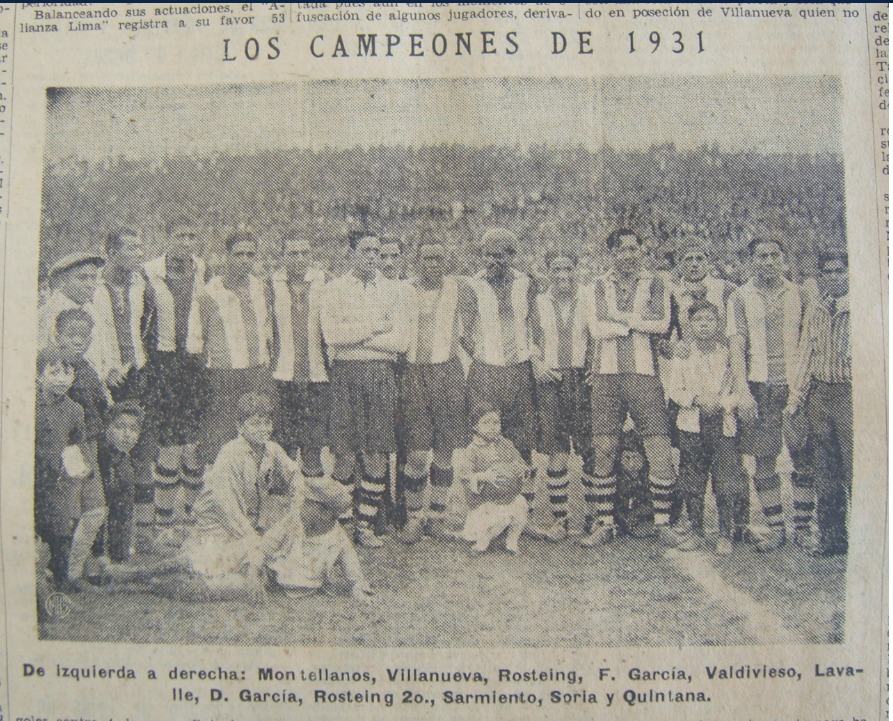 Balanceando sus actuaciones, el "A-
lianza Lima" registra a su favor 53
fuscación de algunos jugadores, deriva-
do en poseción de Villanueva quien no
LOS CAMPEONES DE 1931
De izquierda a derecha: Montellanos, Villanueva, Rosteing, F. García, Valdivieso, Lava-
lle, D. García, Rosteing 2o., Sarmiento, Soria y Quintana.